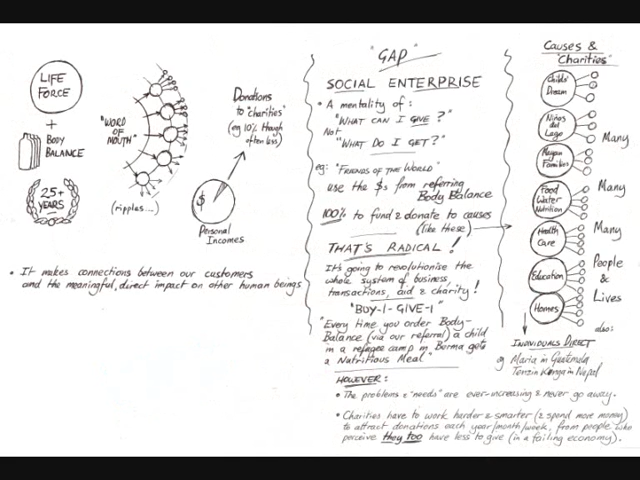 LIFE
FORCE
+
BODY
BALANCE
25+
YEARS
"WORD
OF
MOUTH"
(ripples...)
Donations
to "charities"
(eg 10% though
often less)
$
Personal
Incomes
• It makes connections between our customers
and the meaningful, direct impact on other human beings
"GAP"
SOCIAL ENTERPRISE
• A mentality of:
"WHAT CAN I GIVE?"
NOT
"WHAT DO I GET?"
eg: "FRIENDS OF THE WORLD"
use the $s from referring
Body Balance
100% to fund & donate to causes
(like these)
THAT'S RADICAL!
It's going to revolutionise the
whole system of business
transactions, aid & charity!
"BUY-1-GIVE-1"
"Every time you order Body-
Balance (via our referral) a child
in a refugee camp in Burma gets
a Nutritious Meal"
HOWEVER:
• The problems & "needs" are ever-increasing & never go away.
• Charities have to work harder & smarter (& spend more money)
to attract donations each year/month/week, from people who
perceive they too have less to give (in a failing economy).
Causes &
"Charities"
Childs'
Dream
Niños
del
Lago
Many
Families
Food
Water
Nutrition
Many
Health
Care
Many
Education
People
&
Homes
Lives
also:
INDIVIDUALS DIRECT
eg Maria in Guatemala
Tenzin Konga in Nepal